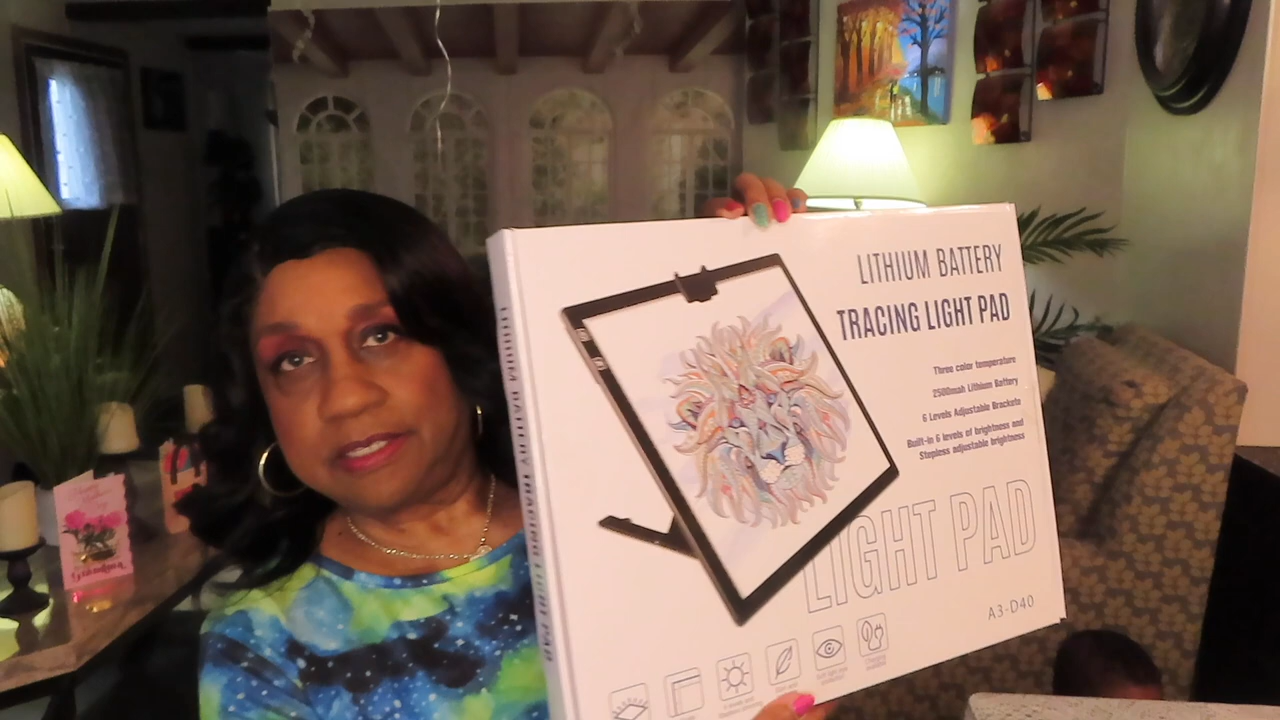 LITHIUM BATTERY
TRACING LIGHT PAD
Three color temperature
2500mah Lithium Battery
6 Levels Adjustable Brackets
Built-in 6 levels of brightness and
Stepless adjustable brightness
LIGHT PAD
A3-D40
LITHIUM BATTERY TRACING LIGHT PAD
Grandma